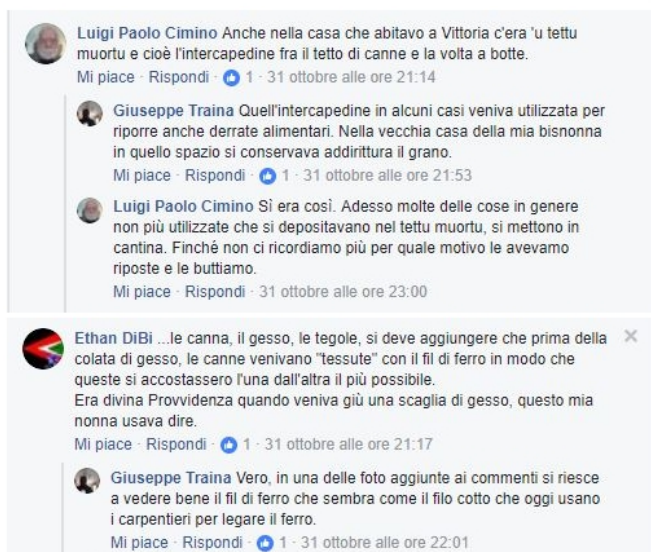 Luigi Paolo Cimino Anche nella casa che abitavo a Vittoria c'era 'u tettu
muortu e cioè l'intercapedine fra il tetto di canne e la volta a botte.
Mi piace · Rispondi · 1 · 31 ottobre alle ore 21:14
Giuseppe Traina Quell'intercapedine in alcuni casi veniva utilizzata per
riporre anche derrate alimentari. Nella vecchia casa della mia bisnonna
in quello spazio si conservava addirittura il grano.
Mi piace · Rispondi · 1 · 31 ottobre alle ore 21:53
Luigi Paolo Cimino Sì era così. Adesso molte delle cose in genere
non più utilizzate che si depositavano nel tettu muortu, si mettono in
cantina. Finché non ci ricordiamo più per quale motivo le avevamo
riposte e le buttiamo.
Mi piace · Rispondi · 31 ottobre alle ore 23:00
Ethan DiBi ...le canna, il gesso, le tegole, si deve aggiungere che prima della
colata di gesso, le canne venivano "tessute" con il fil di ferro in modo che
queste si accostassero l'una dall'altra il più possibile.
Era divina Provvidenza quando veniva giù una scaglia di gesso, questo mia
nonna usava dire.
Mi piace · Rispondi · 1 · 31 ottobre alle ore 21:17
Giuseppe Traina Vero, in una delle foto aggiunte ai commenti si riesce
a vedere bene il fil di ferro che sembra come il filo cotto che oggi usano
i carpentieri per legare il ferro.
Mi piace · Rispondi · 1 · 31 ottobre alle ore 22:01